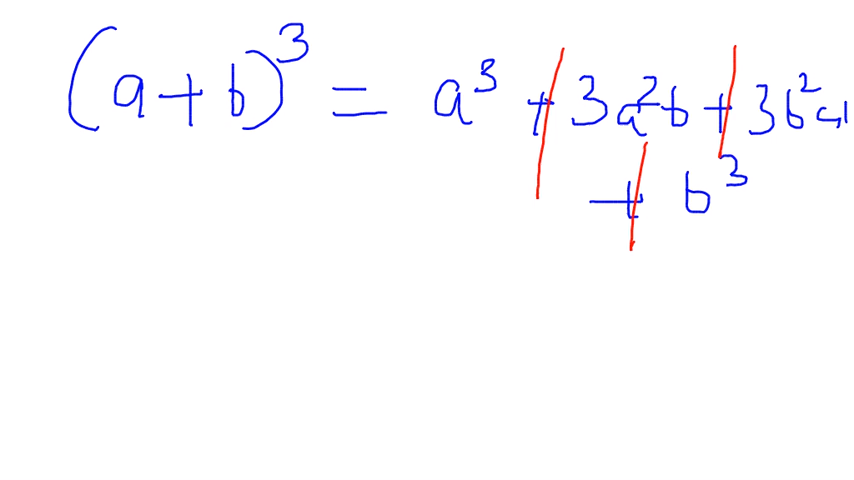 (a+b)³ = a³ + 3a²b + 3b²a
+ b³